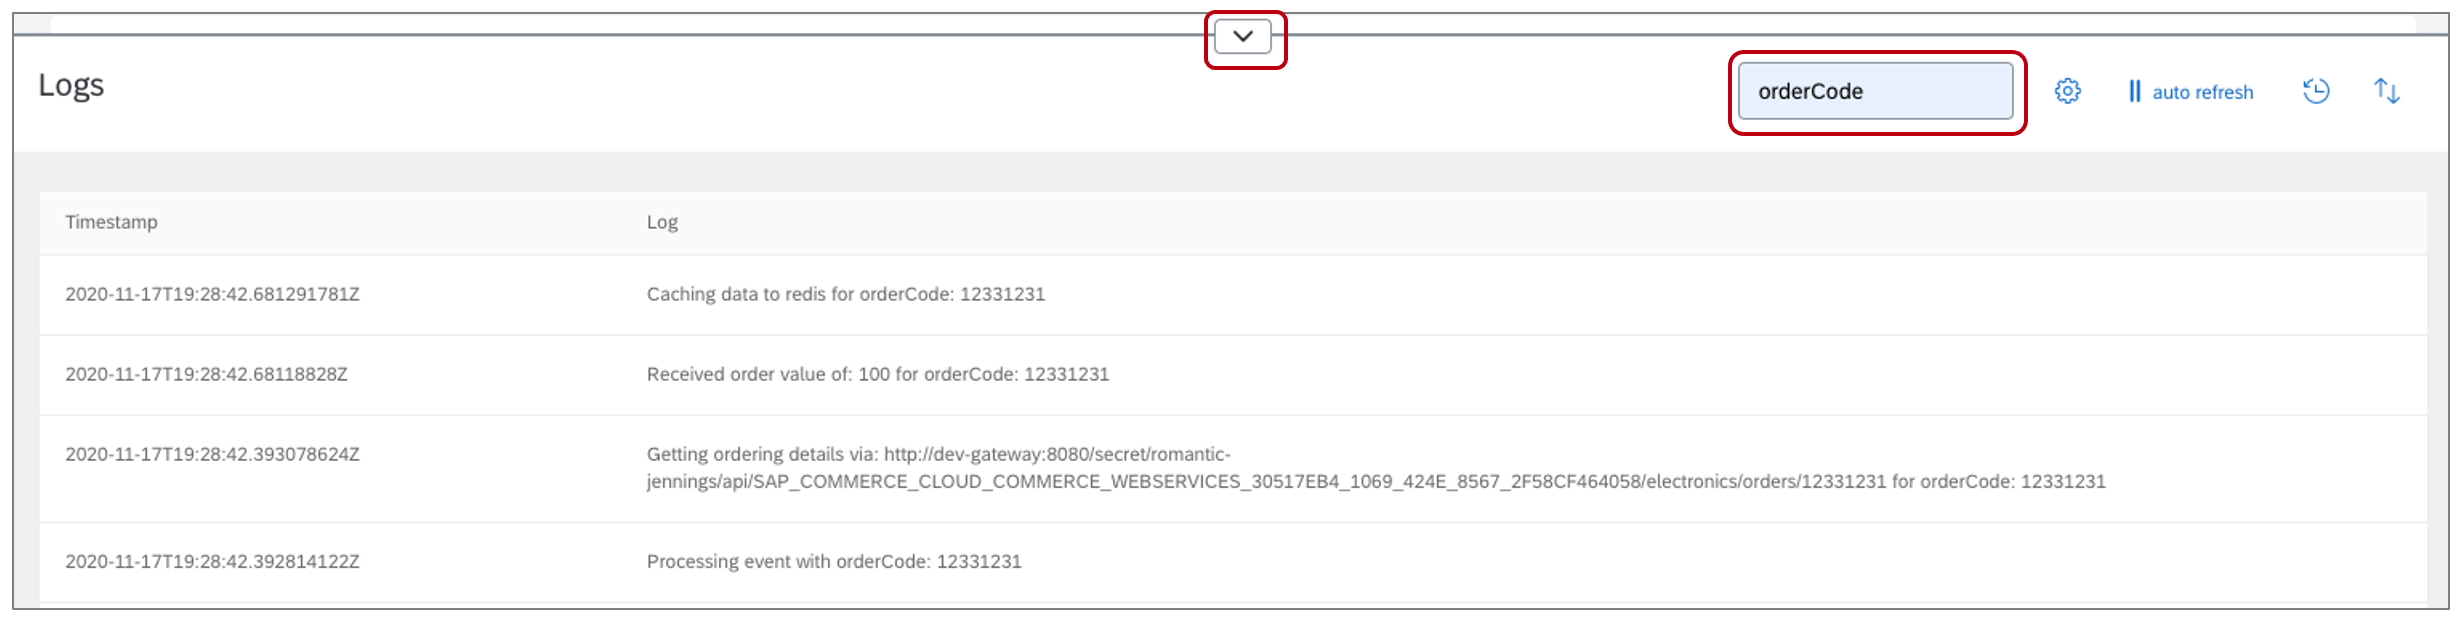 Logs
orderCode
auto refresh
Timestamp
Log
2020-11-17T19:28:42.681291781Z
Caching data to redis for orderCode: 12331231
2020-11-17T19:28:42.68118828Z
Received order value of: 100 for orderCode: 12331231
2020-11-17T19:28:42.393078624Z
Getting ordering details via: http://dev-gateway:8080/secret/romantic-
jennings/api/SAP_COMMERCE_CLOUD_COMMERCE_WEBSERVICES_30517EB4_1069_424E_8567_2F58CF464058/electronics/orders/12331231 for orderCode: 12331231
2020-11-17T19:28:42.392814122Z
Processing event with orderCode: 12331231